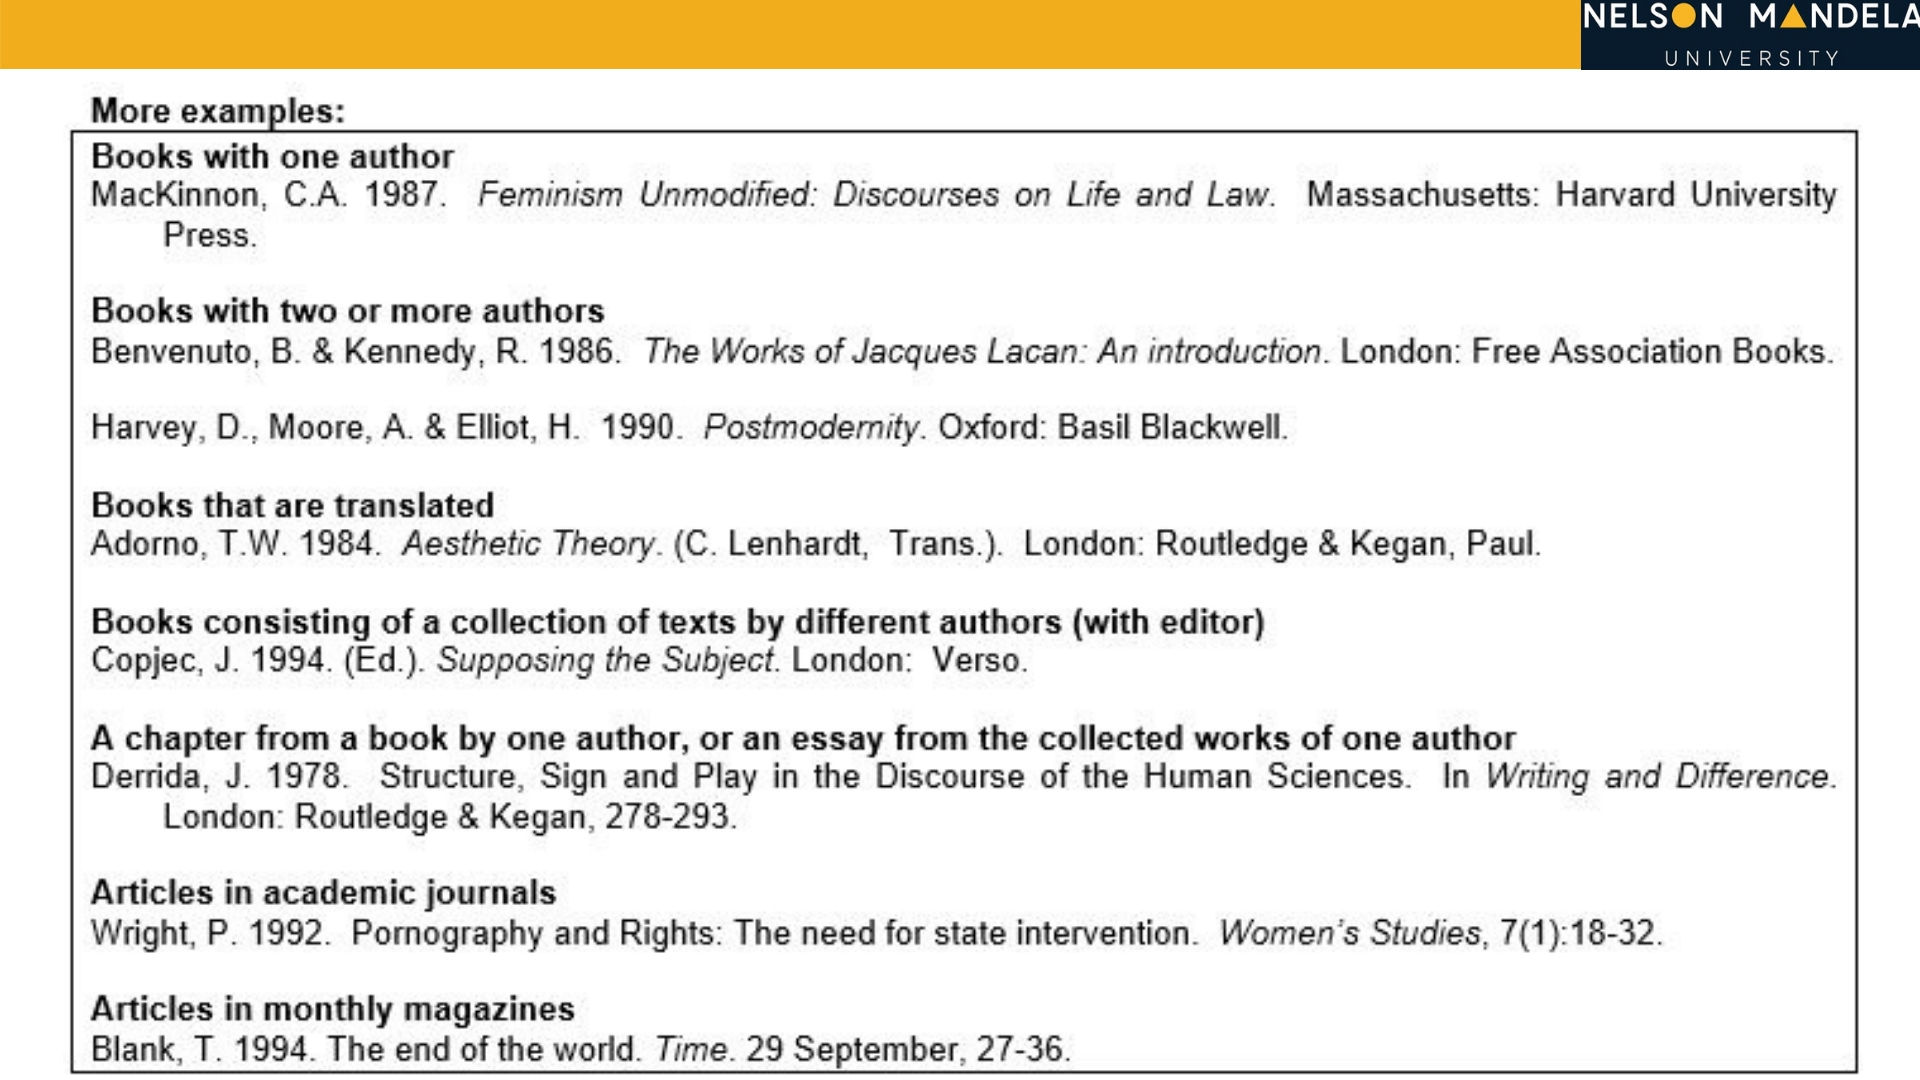 NELSON MANDELA
UNIVERSITY
More examples:
Books with one author
MacKinnon, C.A. 1987. Feminism Unmodified: Discourses on Life and Law. Massachusetts: Harvard University
Press.
Books with two or more authors
Benvenuto, B. & Kennedy, R. 1986. The Works of Jacques Lacan: An introduction. London: Free Association Books.
Harvey, D., Moore, A. & Elliot, H. 1990. Postmodernity. Oxford: Basil Blackwell.
Books that are translated
Adorno, T.W. 1984. Aesthetic Theory. (C. Lenhardt, Trans.). London: Routledge & Kegan, Paul.
Books consisting of a collection of texts by different authors (with editor)
Copjec, J. 1994. (Ed.). Supposing the Subject. London: Verso.
A chapter from a book by one author, or an essay from the collected works of one author
Derrida, J. 1978. Structure, Sign and Play in the Discourse of the Human Sciences. In Writing and Difference.
London: Routledge & Kegan, 278-293.
Articles in academic journals
Wright, P. 1992. Pornography and Rights: The need for state intervention. Women's Studies, 7(1):18-32.
Articles in monthly magazines
Blank, T. 1994. The end of the world. Time. 29 September, 27-36.